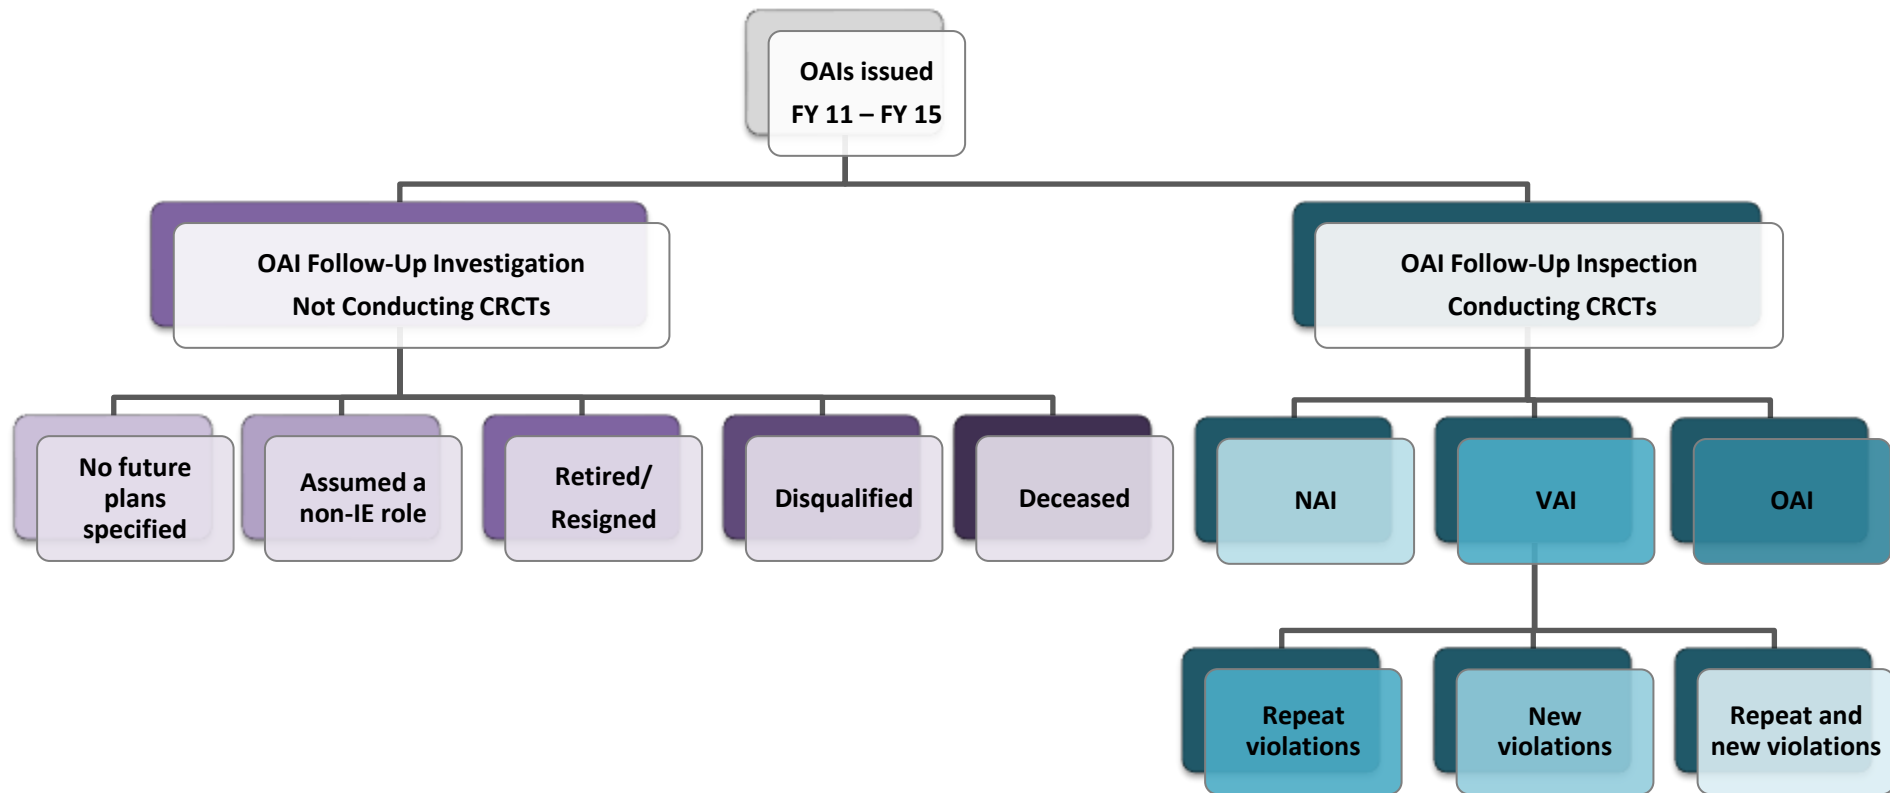 OAIs issued
FY 11 – FY 15
OAI Follow-Up Investigation
Not Conducting CRCTs
OAI Follow-Up Inspection
Conducting CRCTs
No future
plans
specified
Assumed a
non-IE role
Retired/
Resigned
Disqualified
Deceased
NAI
VAI
OAI
Repeat
violations
New
violations
Repeat and
new violations